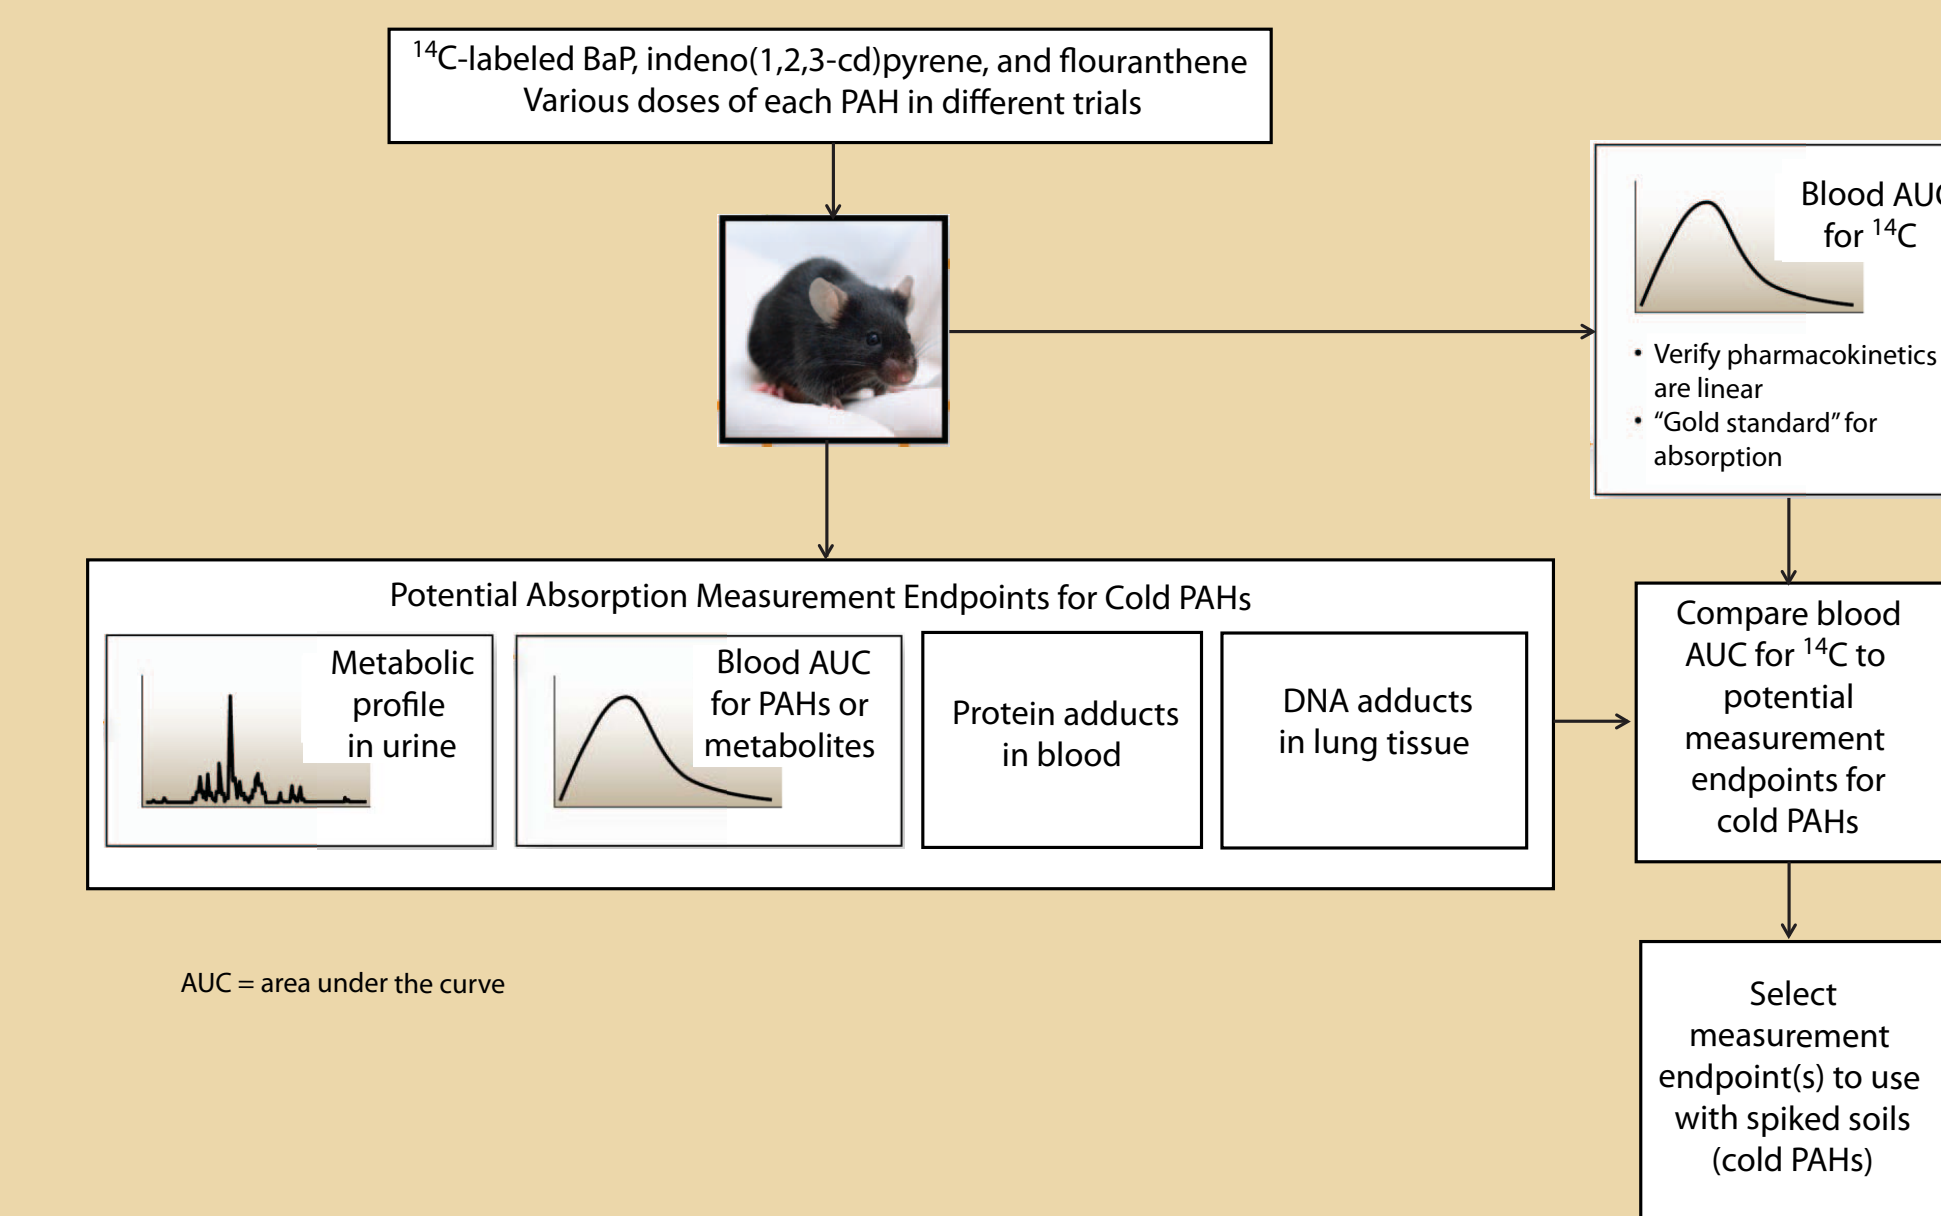 ¹⁴C-labeled BaP, indeno(1,2,3-cd)pyrene, and flouranthene
Various doses of each PAH in different trials
Blood AUC
for ¹⁴C
• Verify pharmacokinetics
are linear
• “Gold standard” for
absorption
Potential Absorption Measurement Endpoints for Cold PAHs
Metabolic
profile
in urine
Blood AUC
for PAHs or
metabolites
Protein adducts
in blood
DNA adducts
in lung tissue
Compare blood
AUC for ¹⁴C to
potential
measurement
endpoints for
cold PAHs
AUC = area under the curve
Select
measurement
endpoint(s) to use
with spiked soils
(cold PAHs)